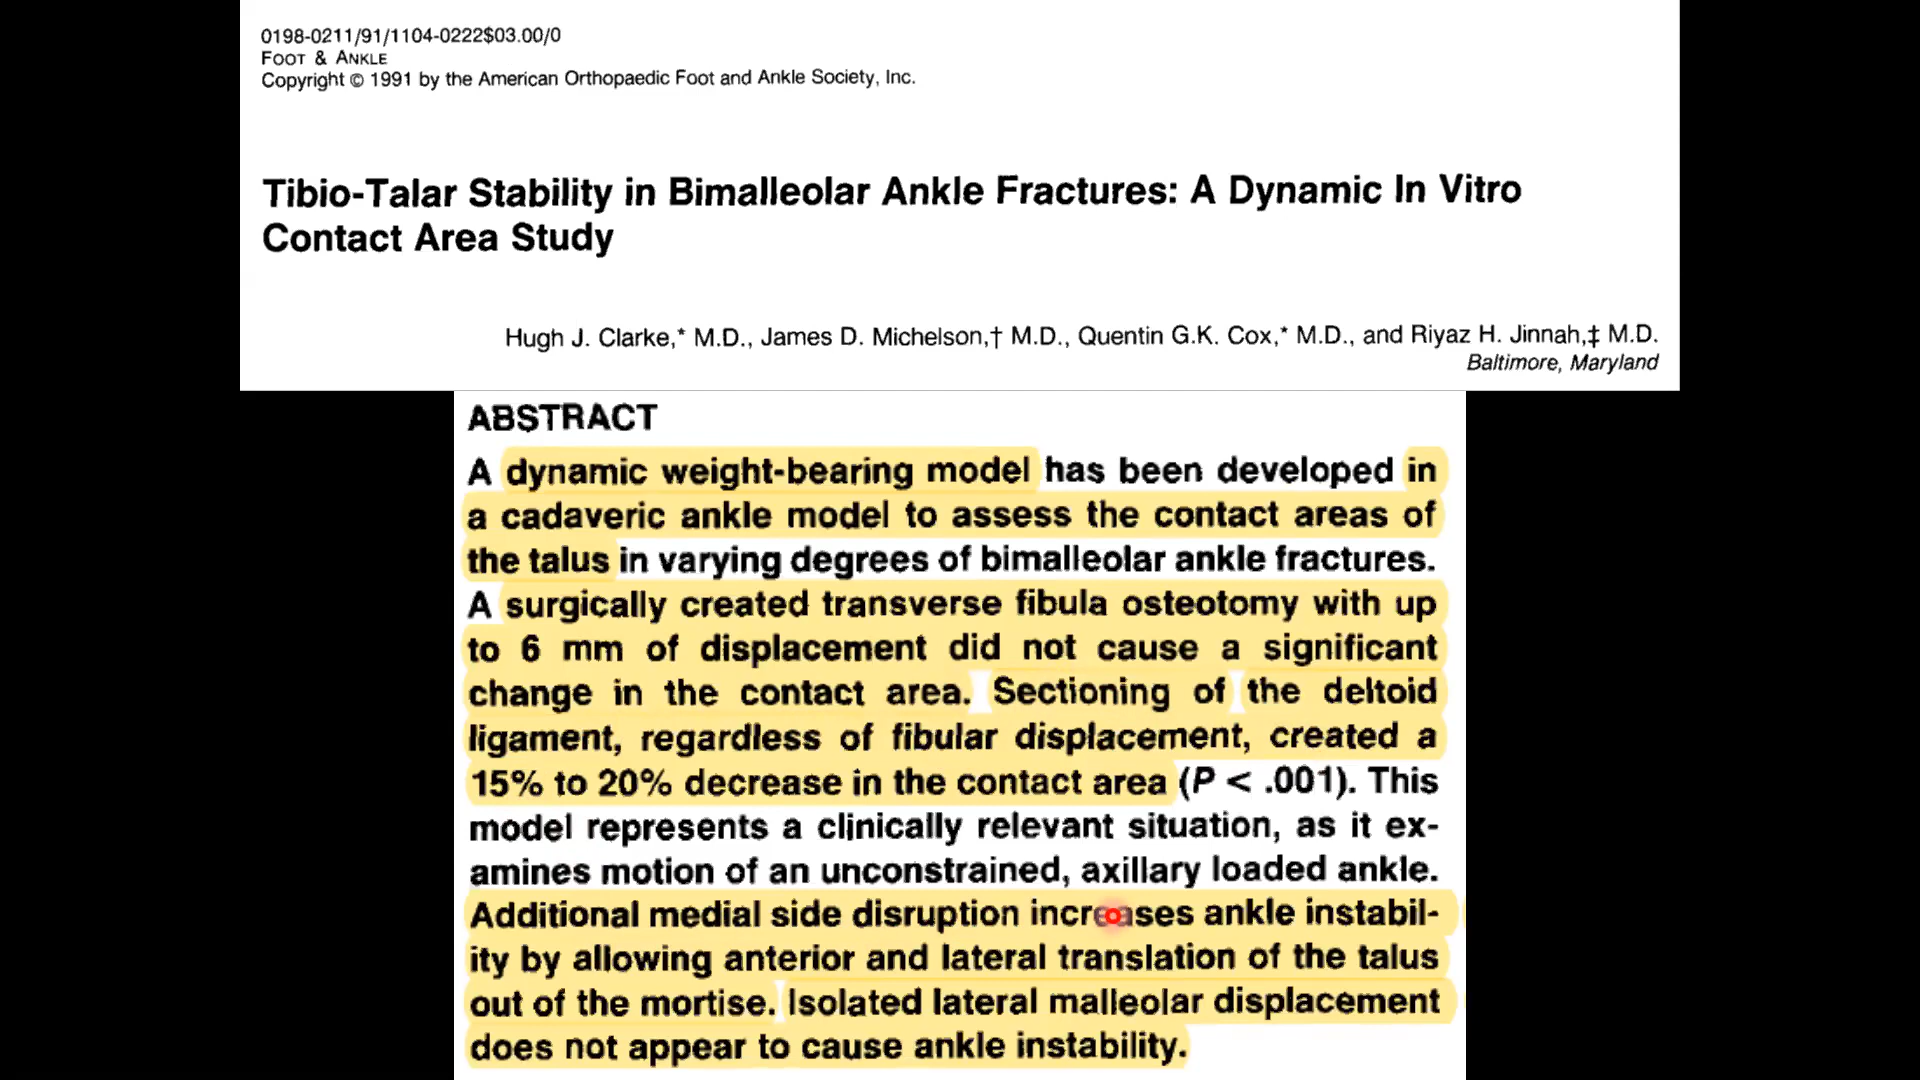 0198-0211/91/1104-0222$03.00/0
FOOT & ANKLE
Copyright © 1991 by the American Orthopaedic Foot and Ankle Society, Inc.
Tibio-Talar Stability in Bimalleolar Ankle Fractures: A Dynamic In Vitro
Contact Area Study
Hugh J. Clarke,* M.D., James D. Michelson,† M.D., Quentin G.K. Cox,* M.D., and Riyaz H. Jinnah,‡ M.D.
Baltimore, Maryland
ABSTRACT
A dynamic weight-bearing model has been developed in
a cadaveric ankle model to assess the contact areas of
the talus in varying degrees of bimalleolar ankle fractures.
A surgically created transverse fibula osteotomy with up
to 6 mm of displacement did not cause a significant
change in the contact area. Sectioning of the deltoid
ligament, regardless of fibular displacement, created a
15% to 20% decrease in the contact area (P < .001). This
model represents a clinically relevant situation, as it ex-
amines motion of an unconstrained, axillary loaded ankle.
Additional medial side disruption increases ankle instabil-
ity by allowing anterior and lateral translation of the talus
out of the mortise. Isolated lateral malleolar displacement
does not appear to cause ankle instability.